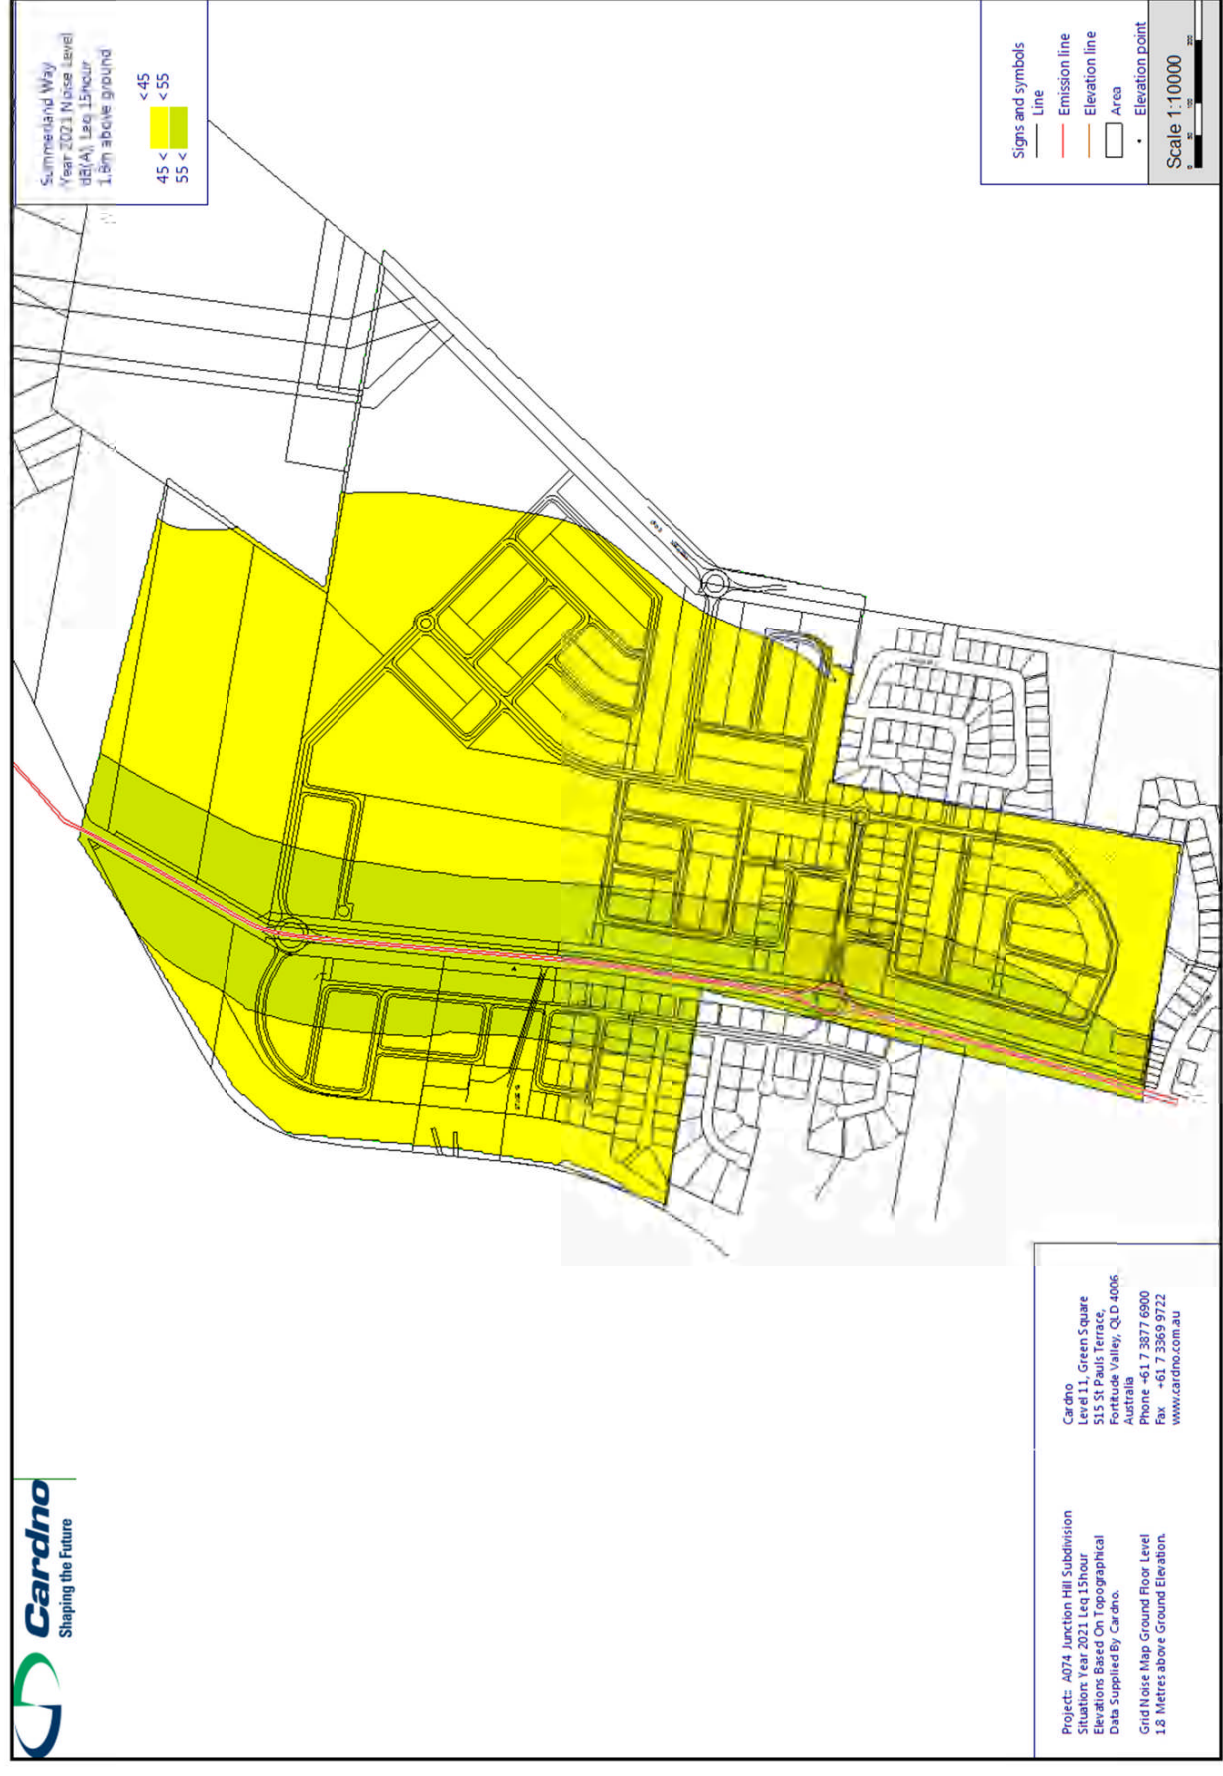 Cardno
Shaping the Future
Summerland Way
Year 2021 Noise Level
dB(A) Leq 15hour
1.8m above ground
<45
45 < <55
55 <
Signs and symbols
Line
Emission line
Elevation line
Area
Elevation point
Scale 1:10000
0 50 100 200
Project: A074 Junction Hill Subdivision
Situation: Year 2021 Leq 15hour
Elevations Based On Topographical
Data Supplied By Cardno.
Grid Noise Map Ground Floor Level
1.8 Metres above Ground Elevation.
Cardno
Level 11, Green Square
515 St Pauls Terrace,
Fortitude Valley, QLD 4006
Australia
Phone +61 7 3877 6900
Fax +61 7 3369 9722
www.cardno.com.au